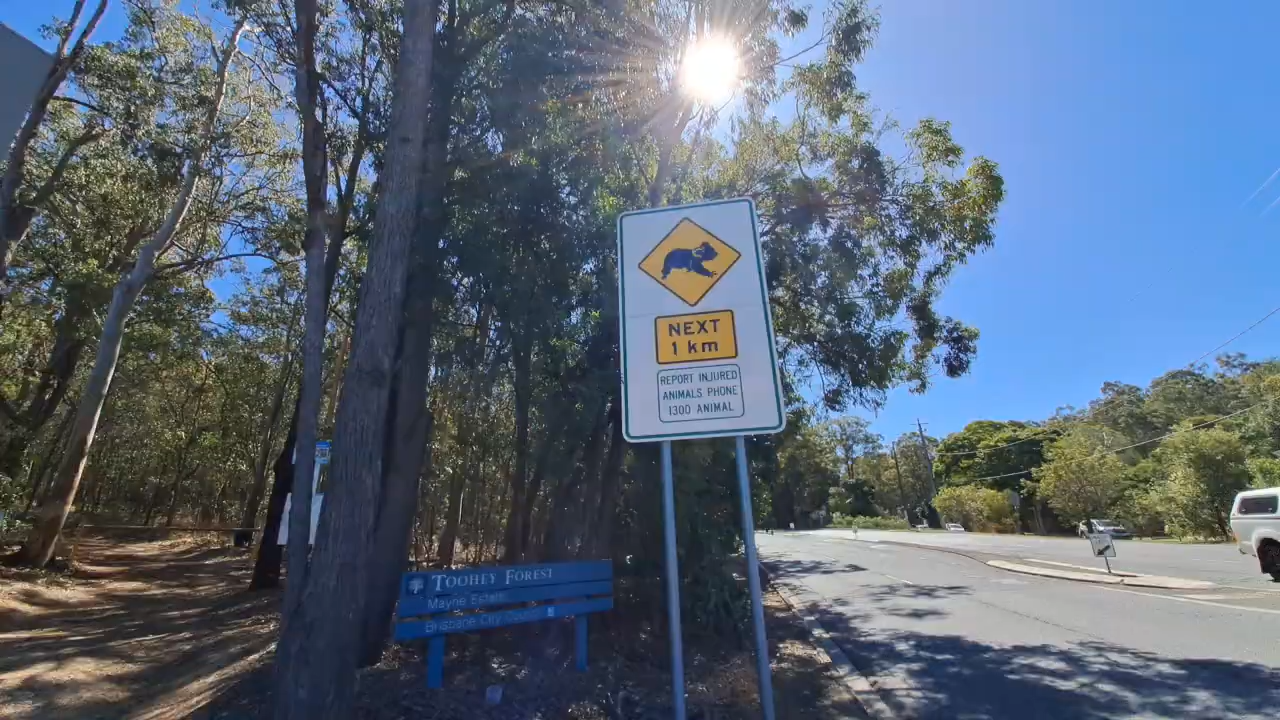 NEXT
1 km
REPORT INJURED
ANIMALS PHONE
1300 ANIMAL
TOOHEY FOREST
Mayne Estate
Brisbane City Council